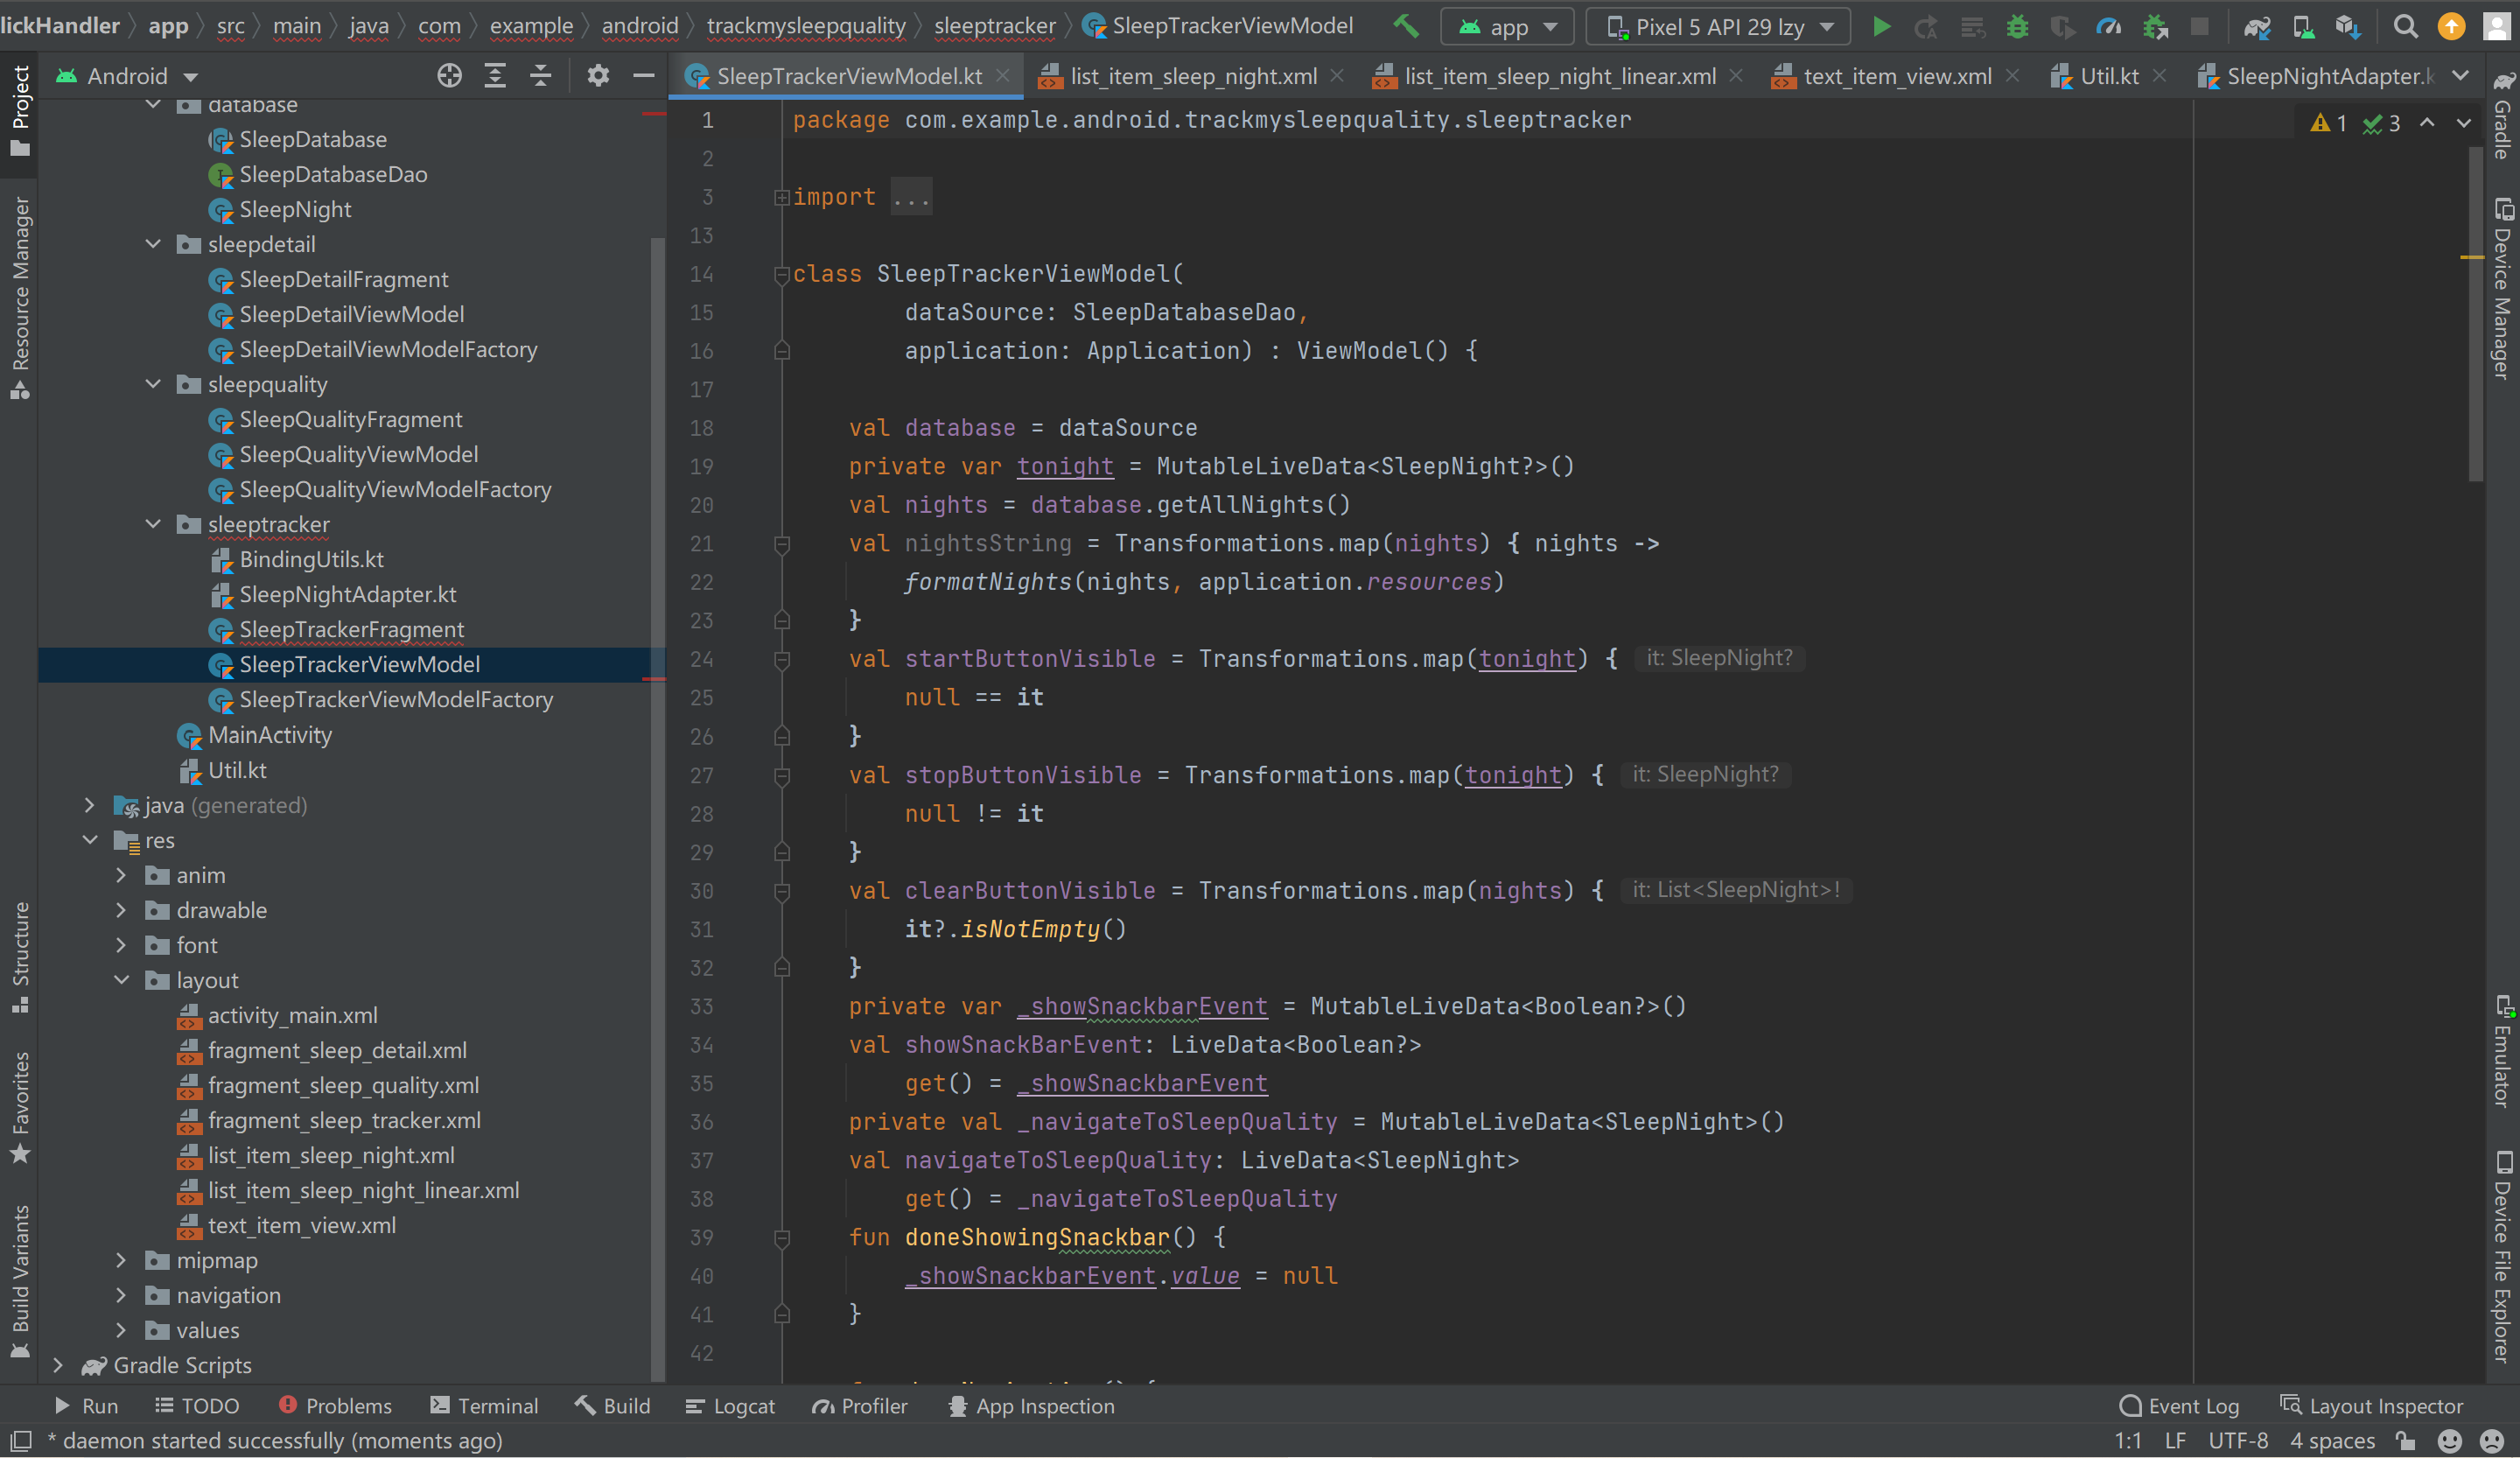 lickHandler app src main java com example android trackmysleepquality sleeptracker SleepTrackerViewModel app Pixel 5 API 29 lzy
Android
SleepTrackerViewModel.kt list_item_sleep_night.xml list_item_sleep_night_linear.xml text_item_view.xml Util.kt SleepNightAdapter.k
Project
Resource Manager
Structure
Favorites
Build Variants
database
SleepDatabase
SleepDatabaseDao
SleepNight
sleepdetail
SleepDetailFragment
SleepDetailViewModel
SleepDetailViewModelFactory
sleepquality
SleepQualityFragment
SleepQualityViewModel
SleepQualityViewModelFactory
sleeptracker
BindingUtils.kt
SleepNightAdapter.kt
SleepTrackerFragment
SleepTrackerViewModel
SleepTrackerViewModelFactory
MainActivity
Util.kt
java (generated)
res
anim
drawable
font
layout
activity_main.xml
fragment_sleep_detail.xml
fragment_sleep_quality.xml
fragment_sleep_tracker.xml
list_item_sleep_night.xml
list_item_sleep_night_linear.xml
text_item_view.xml
mipmap
navigation
values
Gradle Scripts
1 package com.example.android.trackmysleepquality.sleeptracker
1 3
2
3 import ...
13
14 class SleepTrackerViewModel(
15 dataSource: SleepDatabaseDao,
16 application: Application) : ViewModel() {
17
18 val database = dataSource
19 private var tonight = MutableLiveData<SleepNight?>()
20 val nights = database.getAllNights()
21 val nightsString = Transformations.map(nights) { nights ->
22 formatNights(nights, application.resources)
23 }
24 val startButtonVisible = Transformations.map(tonight) { it: SleepNight?
25 null == it
26 }
27 val stopButtonVisible = Transformations.map(tonight) { it: SleepNight?
28 null != it
29 }
30 val clearButtonVisible = Transformations.map(nights) { it: List<SleepNight>!
31 it?.isNotEmpty()
32 }
33 private var _showSnackbarEvent = MutableLiveData<Boolean?>()
34 val showSnackBarEvent: LiveData<Boolean?>
35 get() = _showSnackbarEvent
36 private val _navigateToSleepQuality = MutableLiveData<SleepNight>()
37 val navigateToSleepQuality: LiveData<SleepNight>
38 get() = _navigateToSleepQuality
39 fun doneShowingSnackbar() {
40 _showSnackbarEvent.value = null
41 }
42
Gradle
Device Manager
Emulator
Device File Explorer
Run TODO Problems Terminal Build Logcat Profiler App Inspection Event Log Layout Inspector
* daemon started successfully (moments ago) 1:1 LF UTF-8 4 spaces